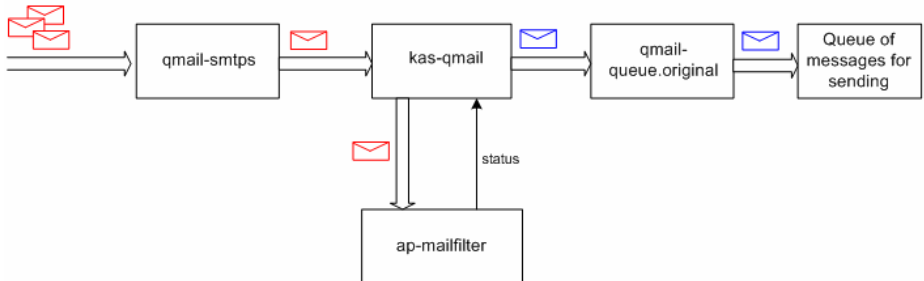 qmail-smtps
kas-qmail
qmail-
queue.original
Queue of
messages for
sending
status
ap-mailfilter